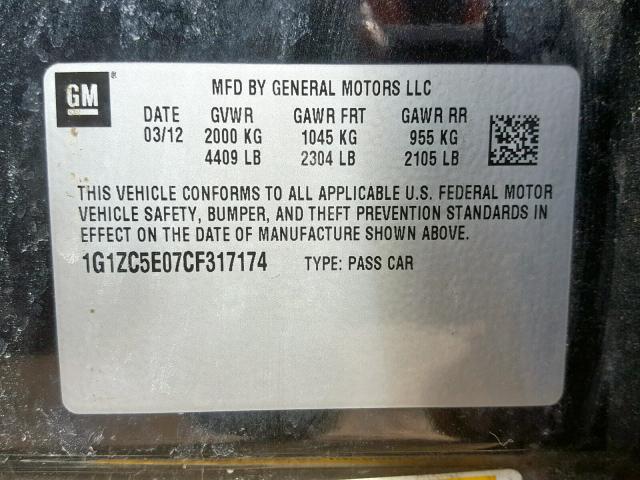 GM ®
MFD BY GENERAL MOTORS LLC
DATE GVWR GAWR FRT GAWR RR
03/12 2000 KG 1045 KG 955 KG
4409 LB 2304 LB 2105 LB
THIS VEHICLE CONFORMS TO ALL APPLICABLE U.S. FEDERAL MOTOR
VEHICLE SAFETY, BUMPER, AND THEFT PREVENTION STANDARDS IN
EFFECT ON THE DATE OF MANUFACTURE SHOWN ABOVE.
1G1ZC5E07CF317174 TYPE: PASS CAR